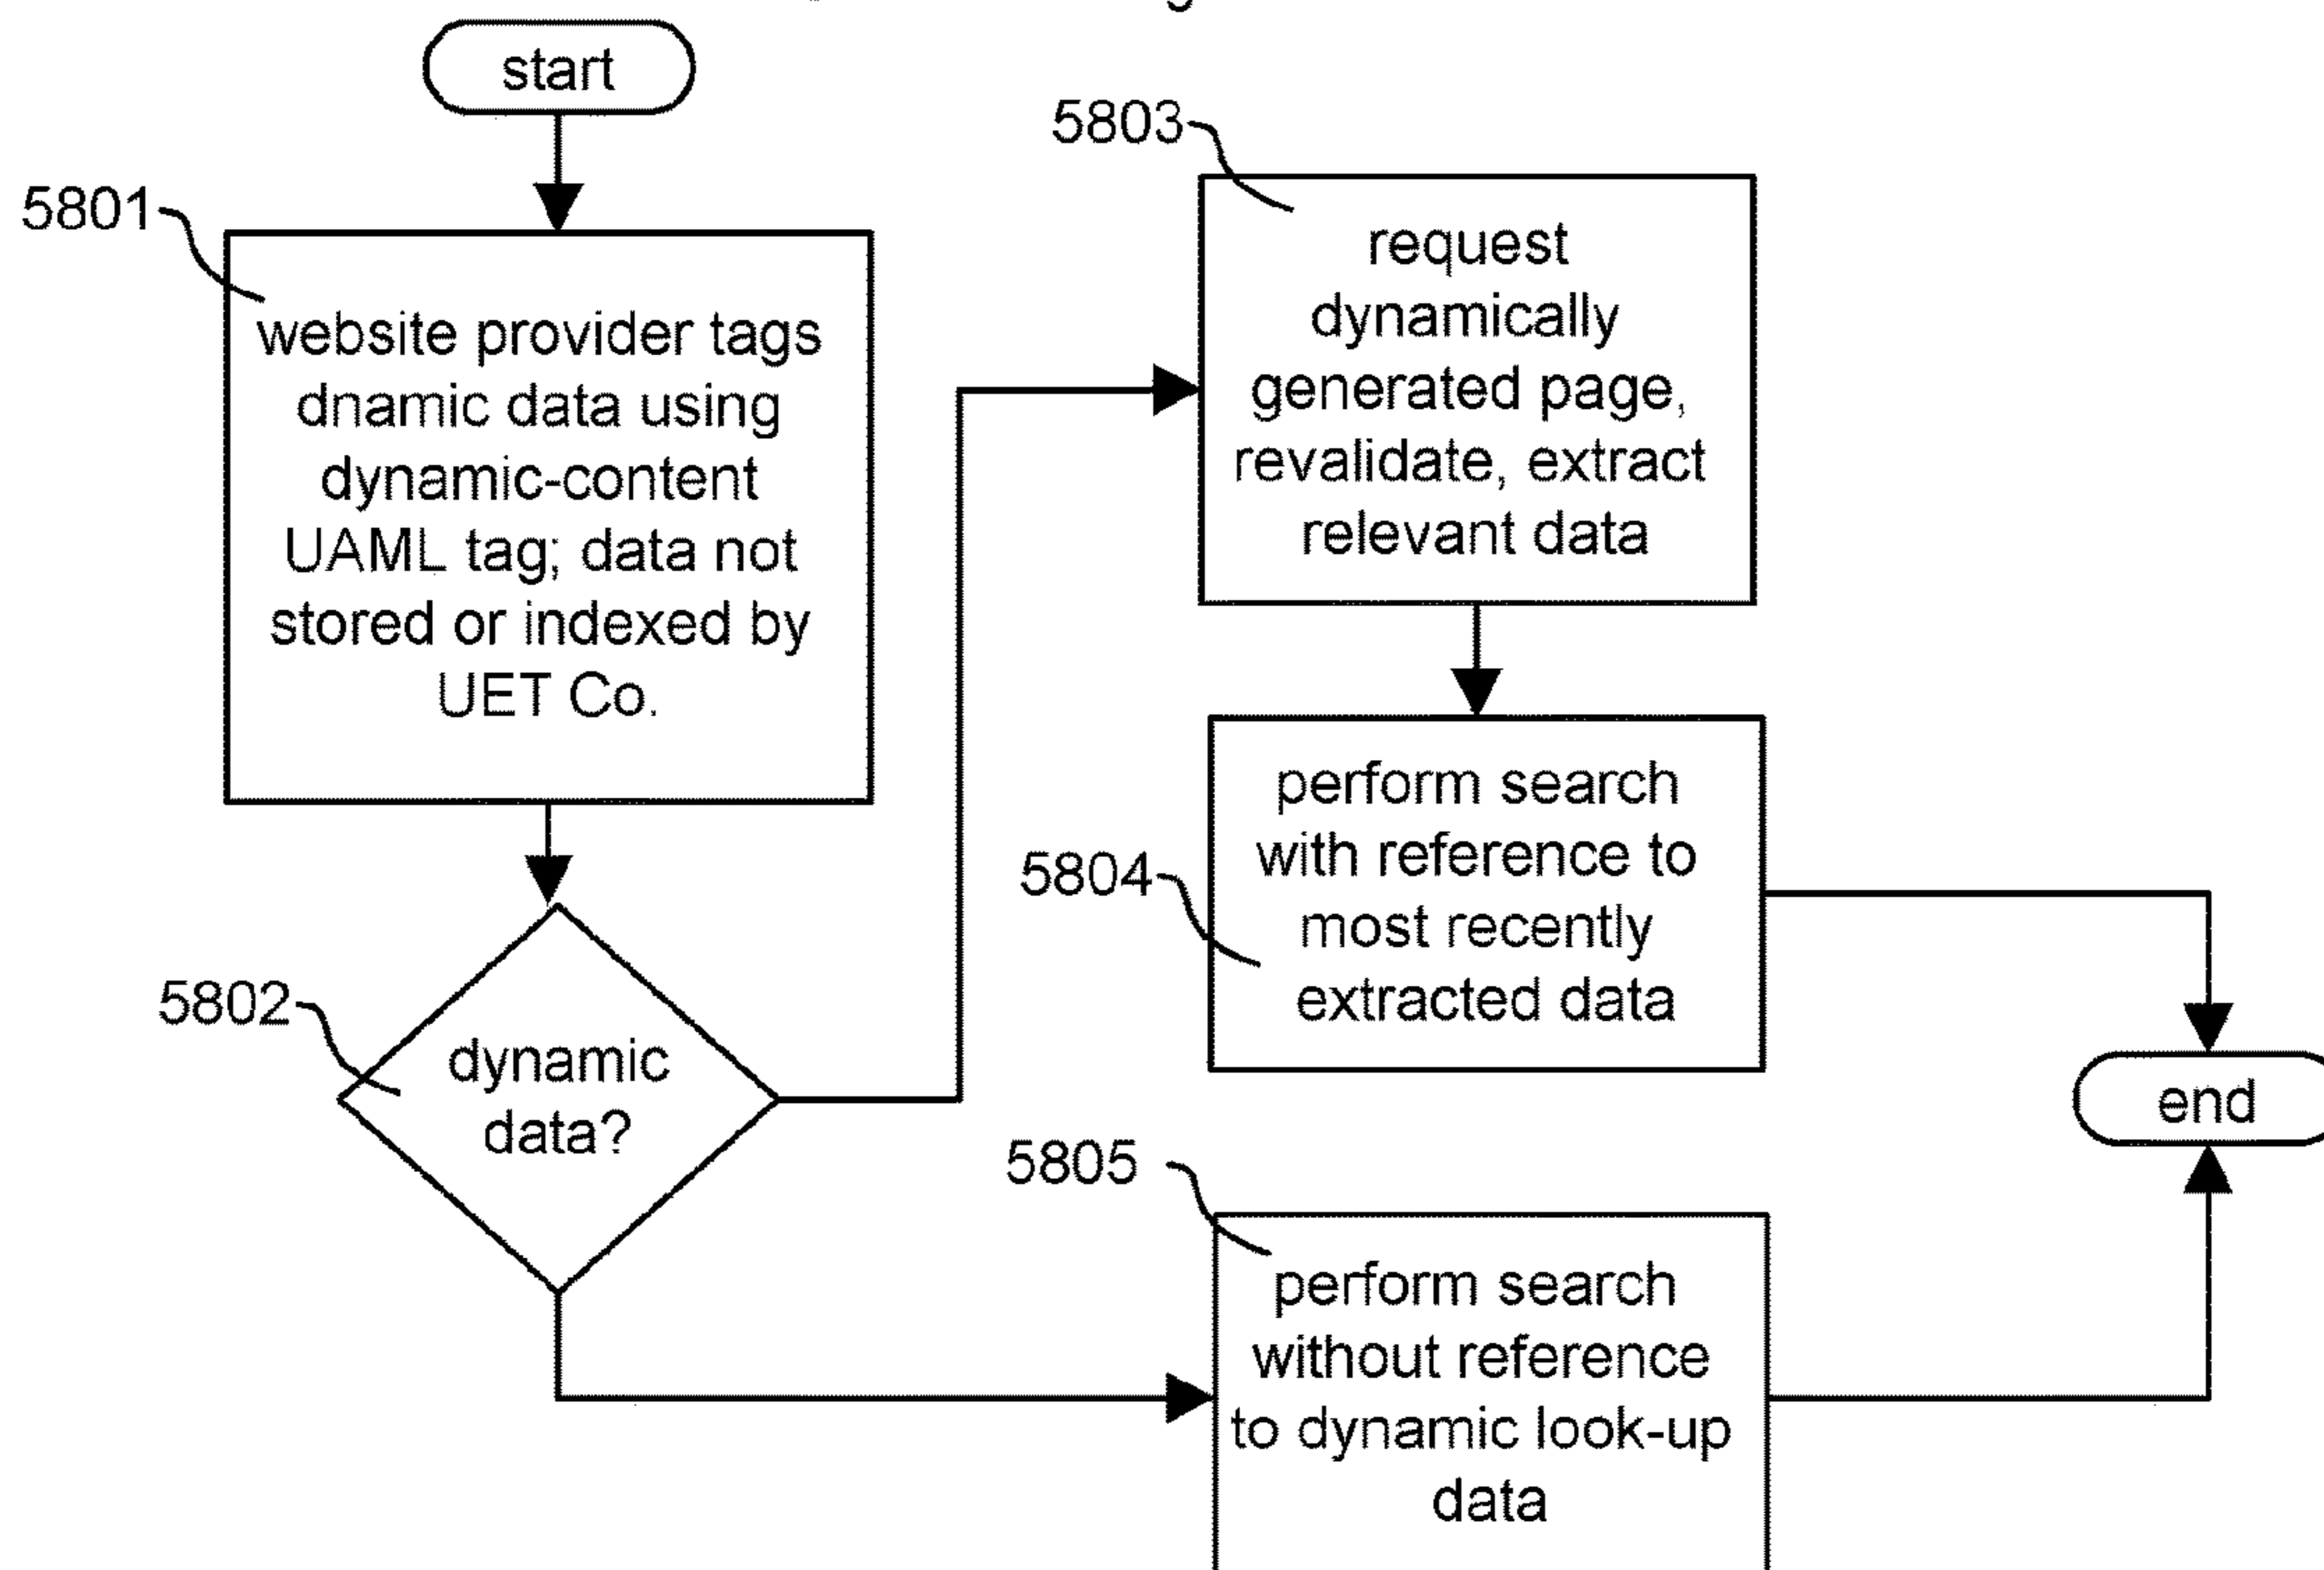 start
5801
website provider tags
dnamic data using
dynamic-content
UAML tag; data not
stored or indexed by
UET Co.
5802
dynamic
data?
5803
request
dynamically
generated page,
revalidate, extract
relevant data
5804
perform search
with reference to
most recently
extracted data
5805
perform search
without reference
to dynamic look-up
data
end